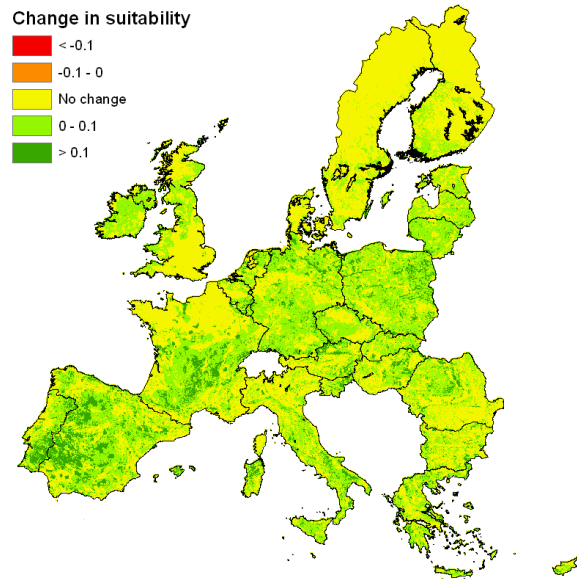 Change in suitability
< -0.1
-0.1 - 0
No change
0 - 0.1
> 0.1